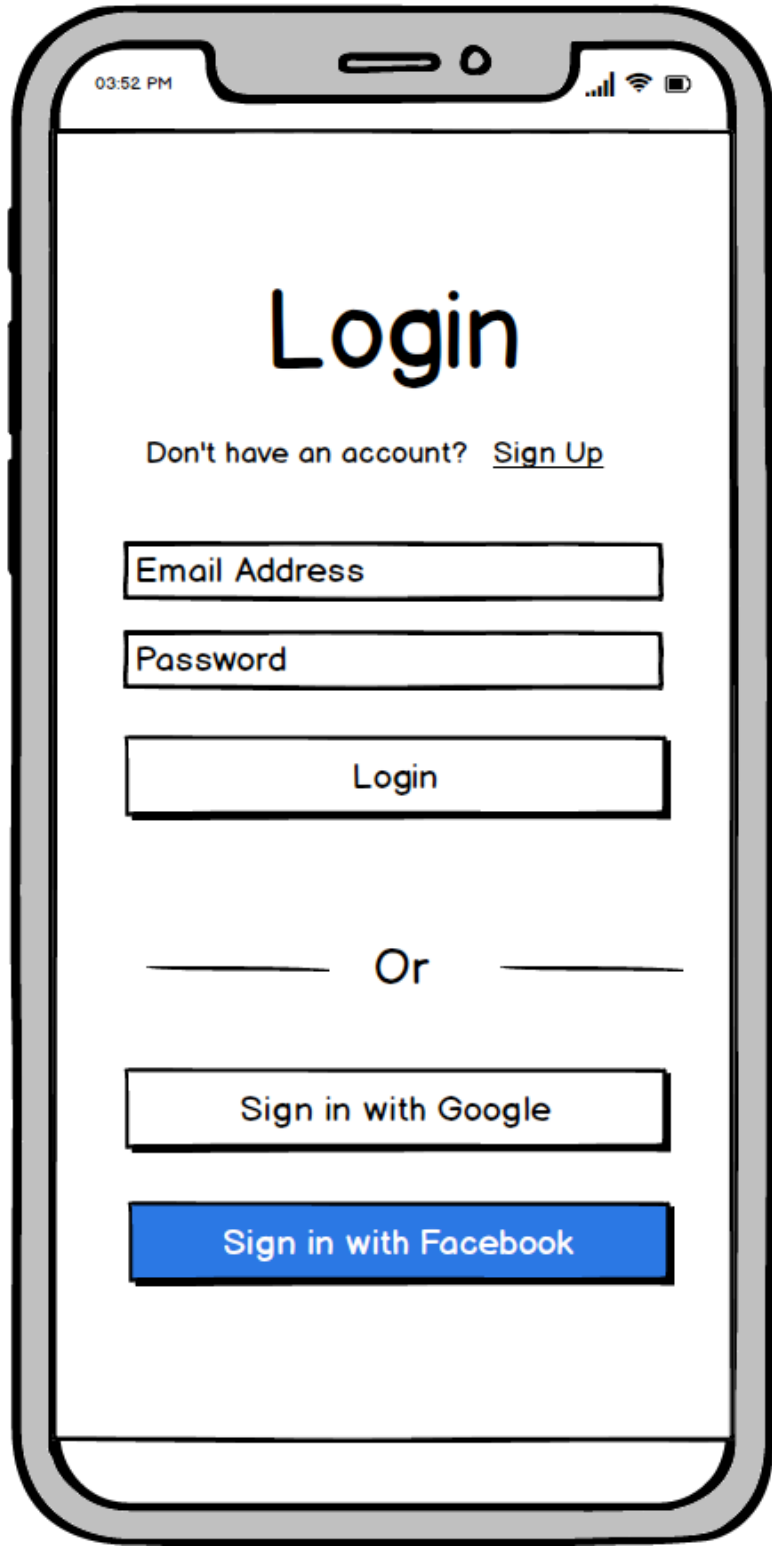 03:52 PM
Login
Don't have an account? Sign Up
Email Address
Password
Login
Or
Sign in with Google
Sign in with Facebook